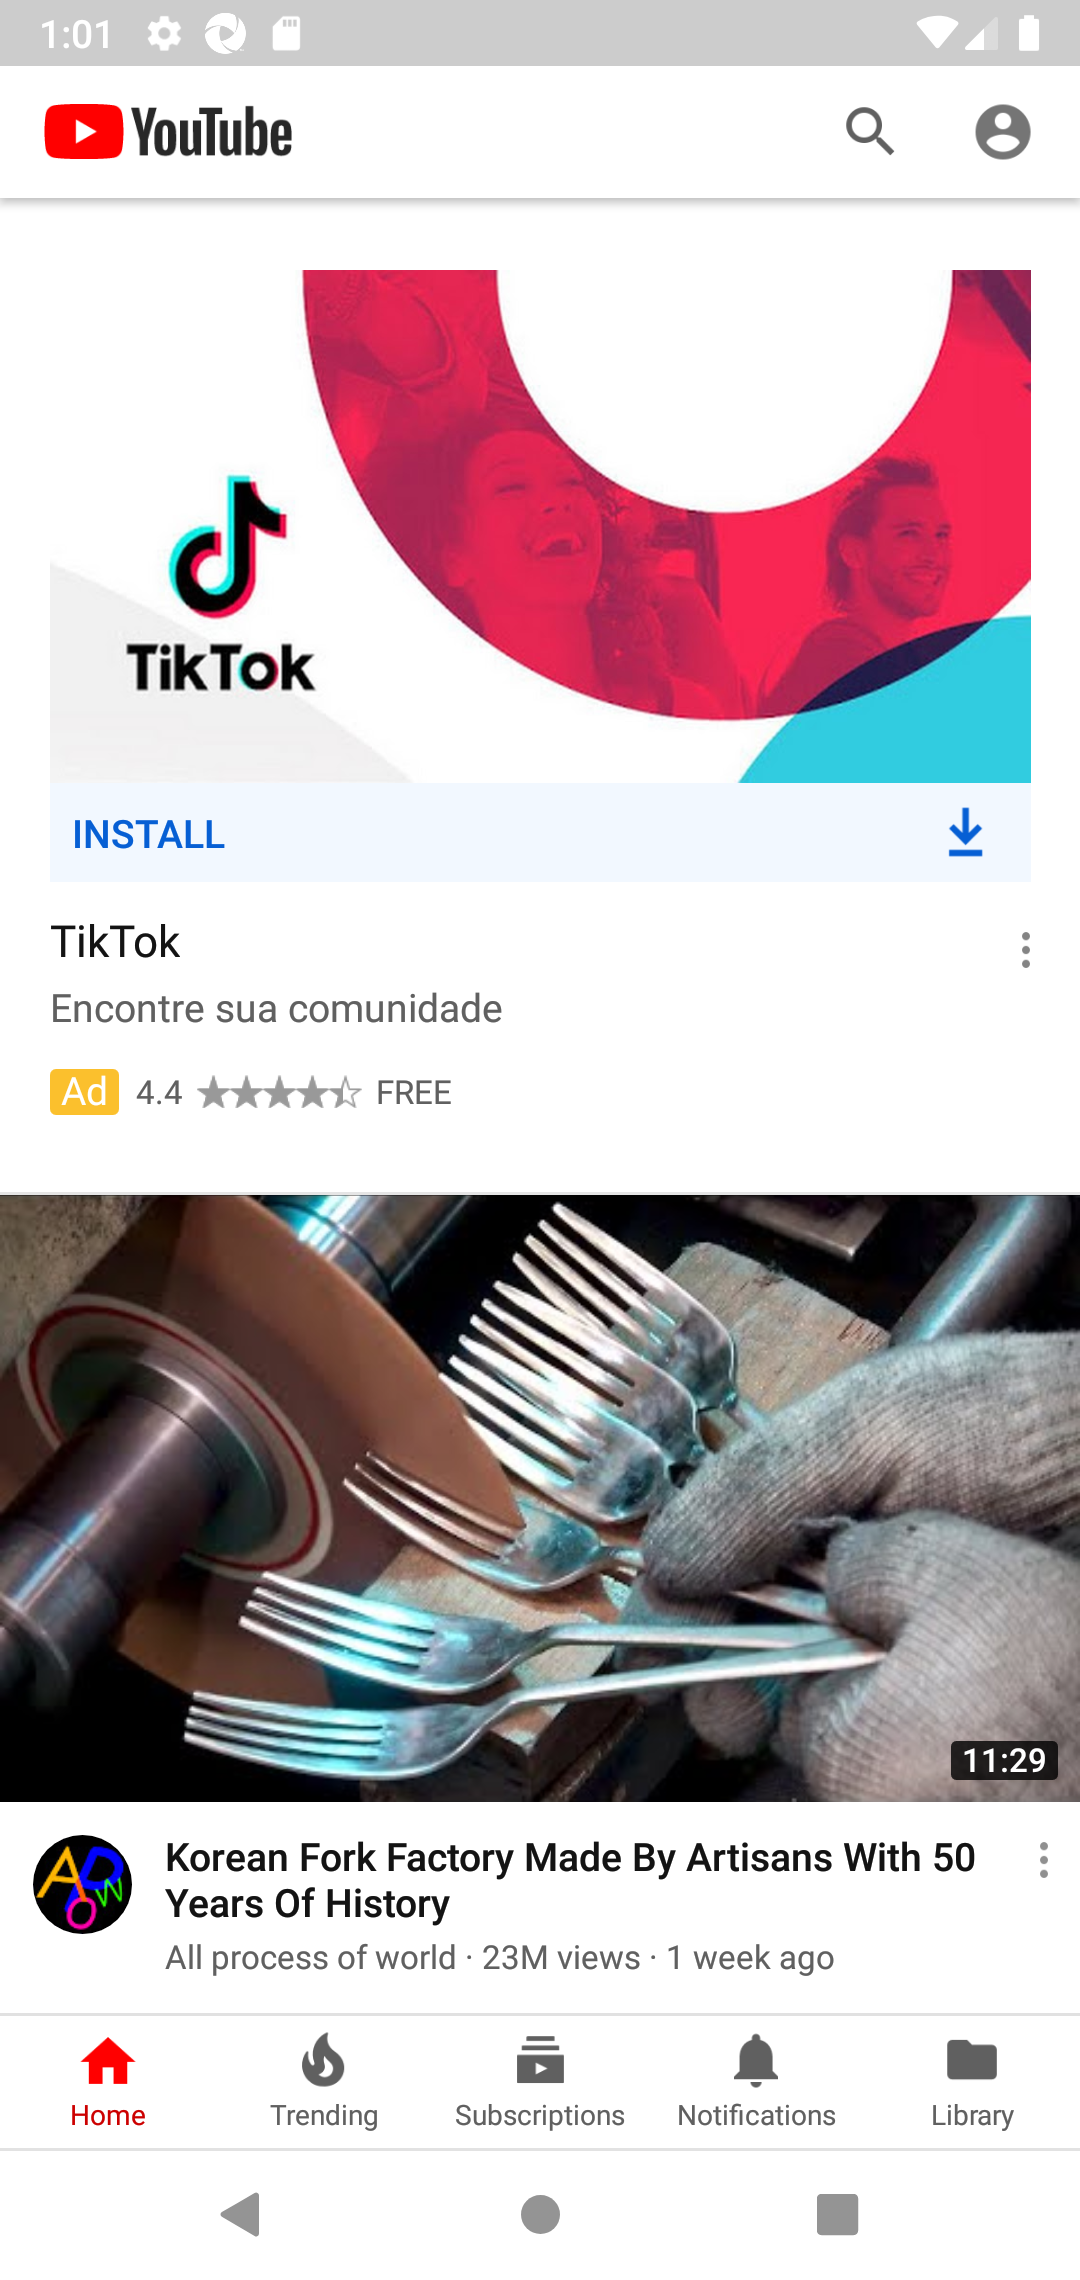 1:01
YouTube
TikTok
INSTALL
TikTok
Encontre sua comunidade
Ad 4.4 FREE
11:29
Korean Fork Factory Made By Artisans With 50
Years Of History
All process of world · 23M views · 1 week ago
Home Trending Subscriptions Notifications Library